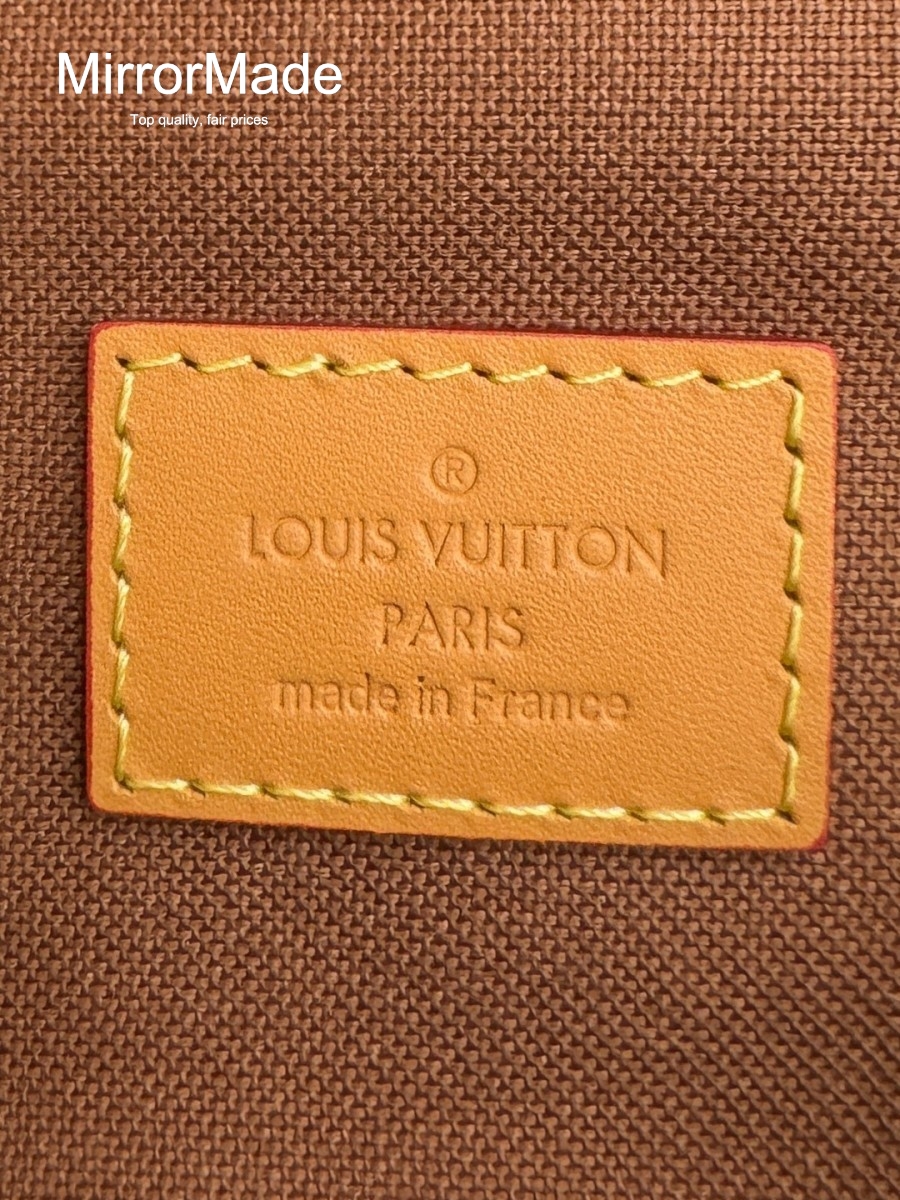 MirrorMade
Top quality, fair prices
®
LOUIS VUITTON
PARIS
made in France